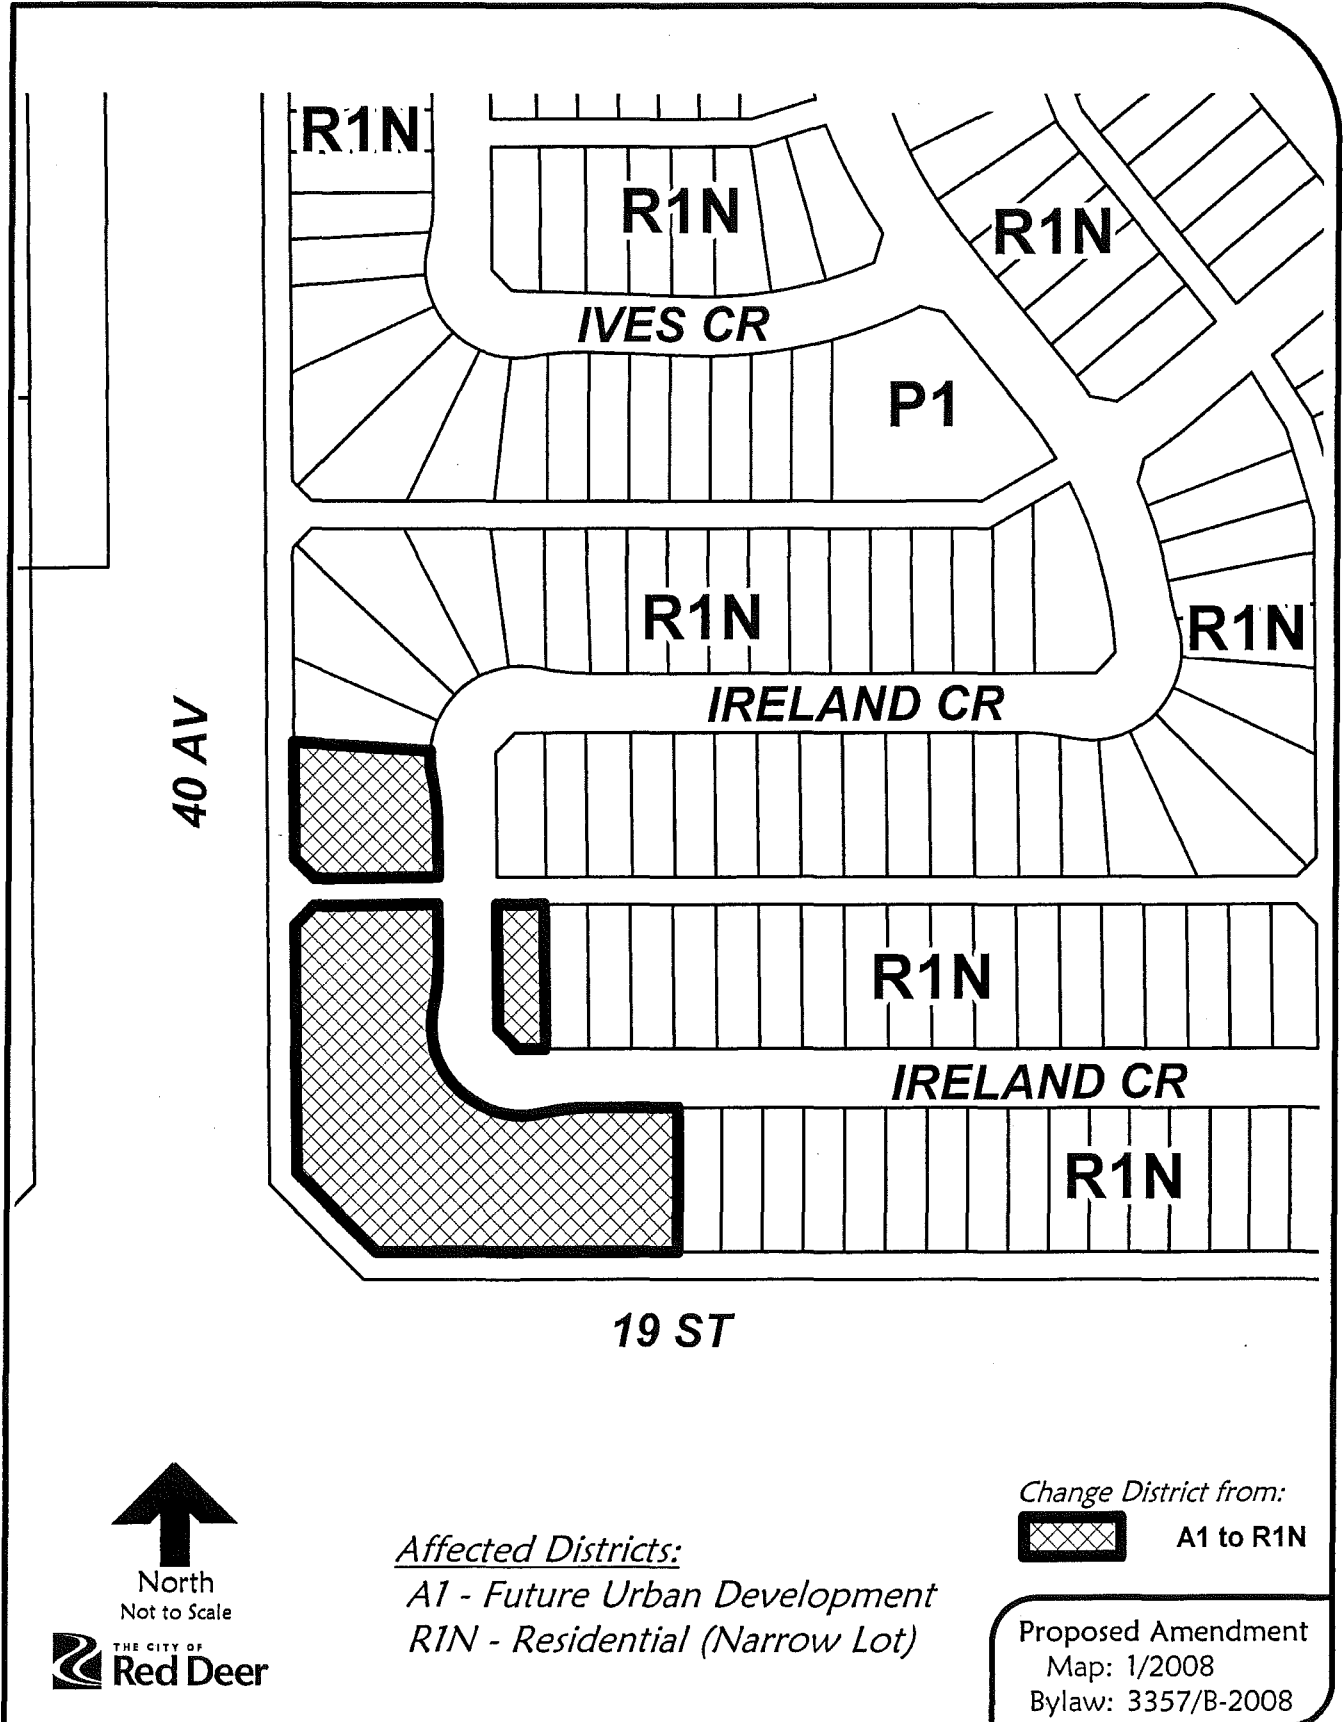 R1N
R1N
R1N
IVES CR
P1
R1N
R1N
IRELAND CR
40 AV
R1N
IRELAND CR
R1N
19 ST
Change District from:
A1 to R1N
Affected Districts:
A1 - Future Urban Development
R1N - Residential (Narrow Lot)
North
Not to Scale
THE CITY OF
Red Deer
Proposed Amendment
Map: 1/2008
Bylaw: 3357/B-2008